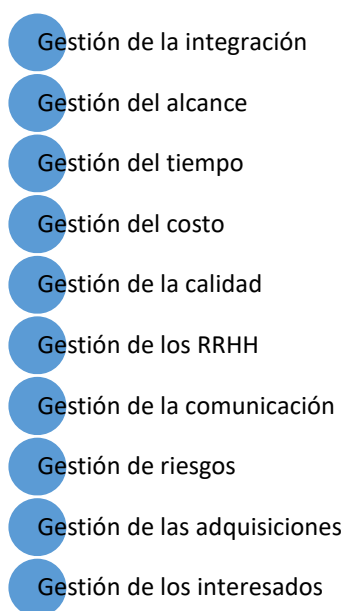 Gestión de la integración
Gestión del alcance
Gestión del tiempo
Gestión del costo
Gestión de la calidad
Gestión de los RRHH
Gestión de la comunicación
Gestión de riesgos
Gestión de las adquisiciones
Gestión de los interesados